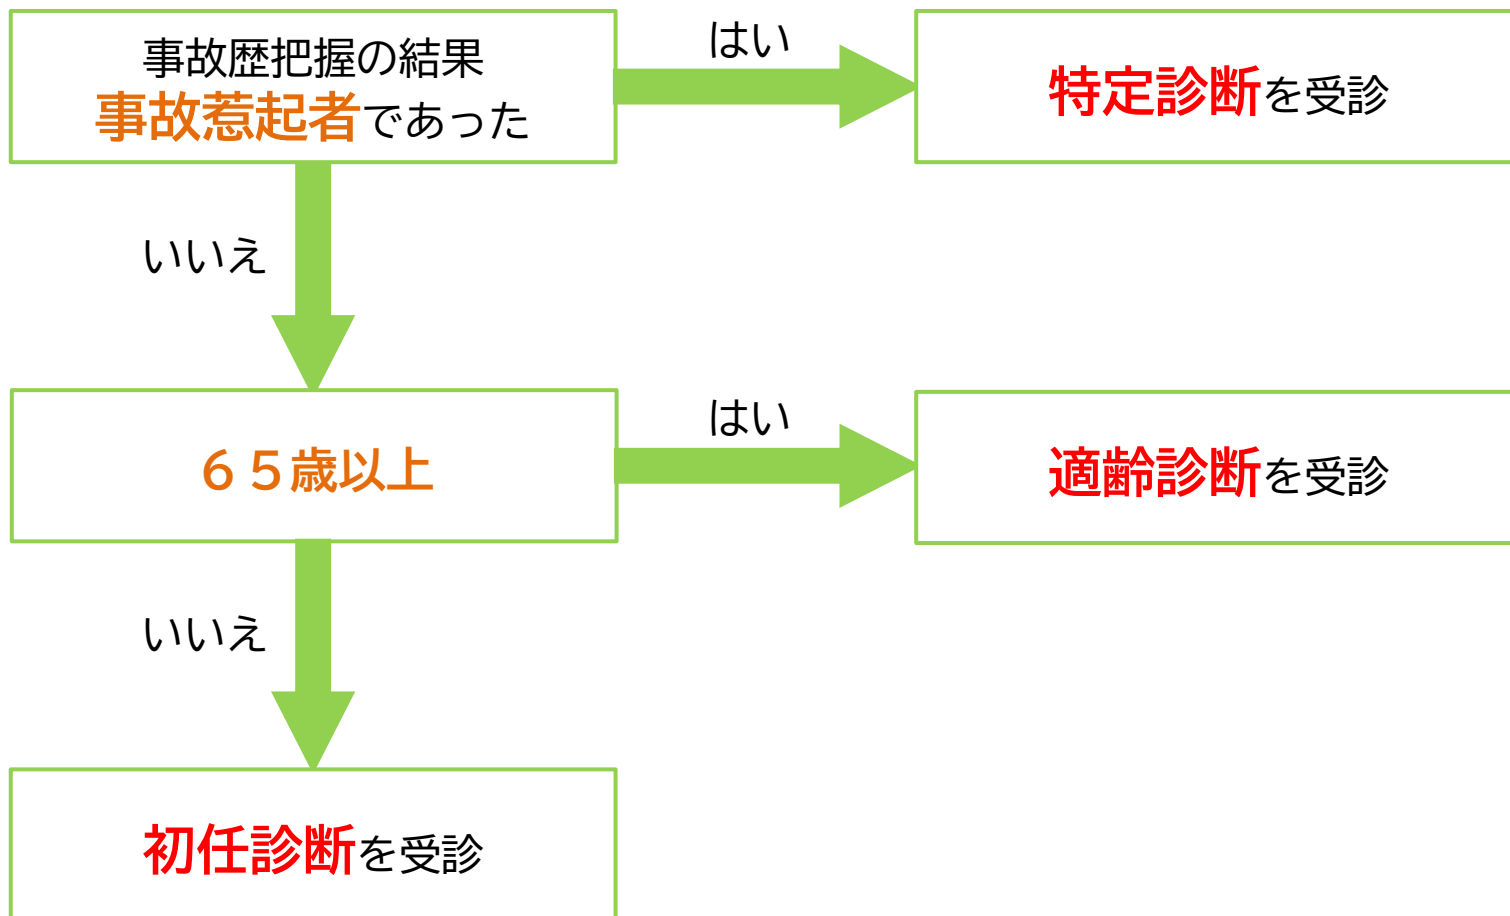 事故歴把握の結果
事故惹起者であった
はい
特定診断を受診
いいえ
６５歳以上
はい
適齢診断を受診
いいえ
初任診断を受診